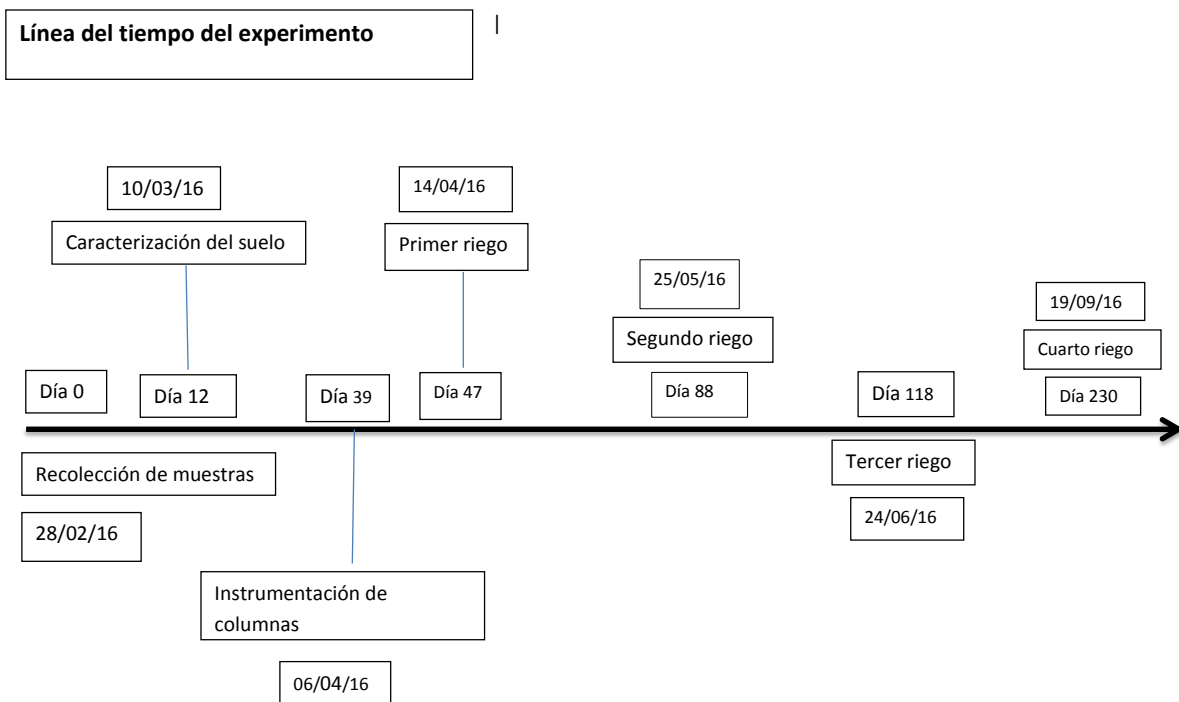 Línea del tiempo del experimento
10/03/16
Caracterización del suelo
14/04/16
Primer riego
25/05/16
Segundo riego
19/09/16
Cuarto riego
Día 0
Día 12
Día 39
Día 47
Día 88
Día 118
Día 230
Recolección de muestras
28/02/16
Tercer riego
24/06/16
Instrumentación de
columnas
06/04/16